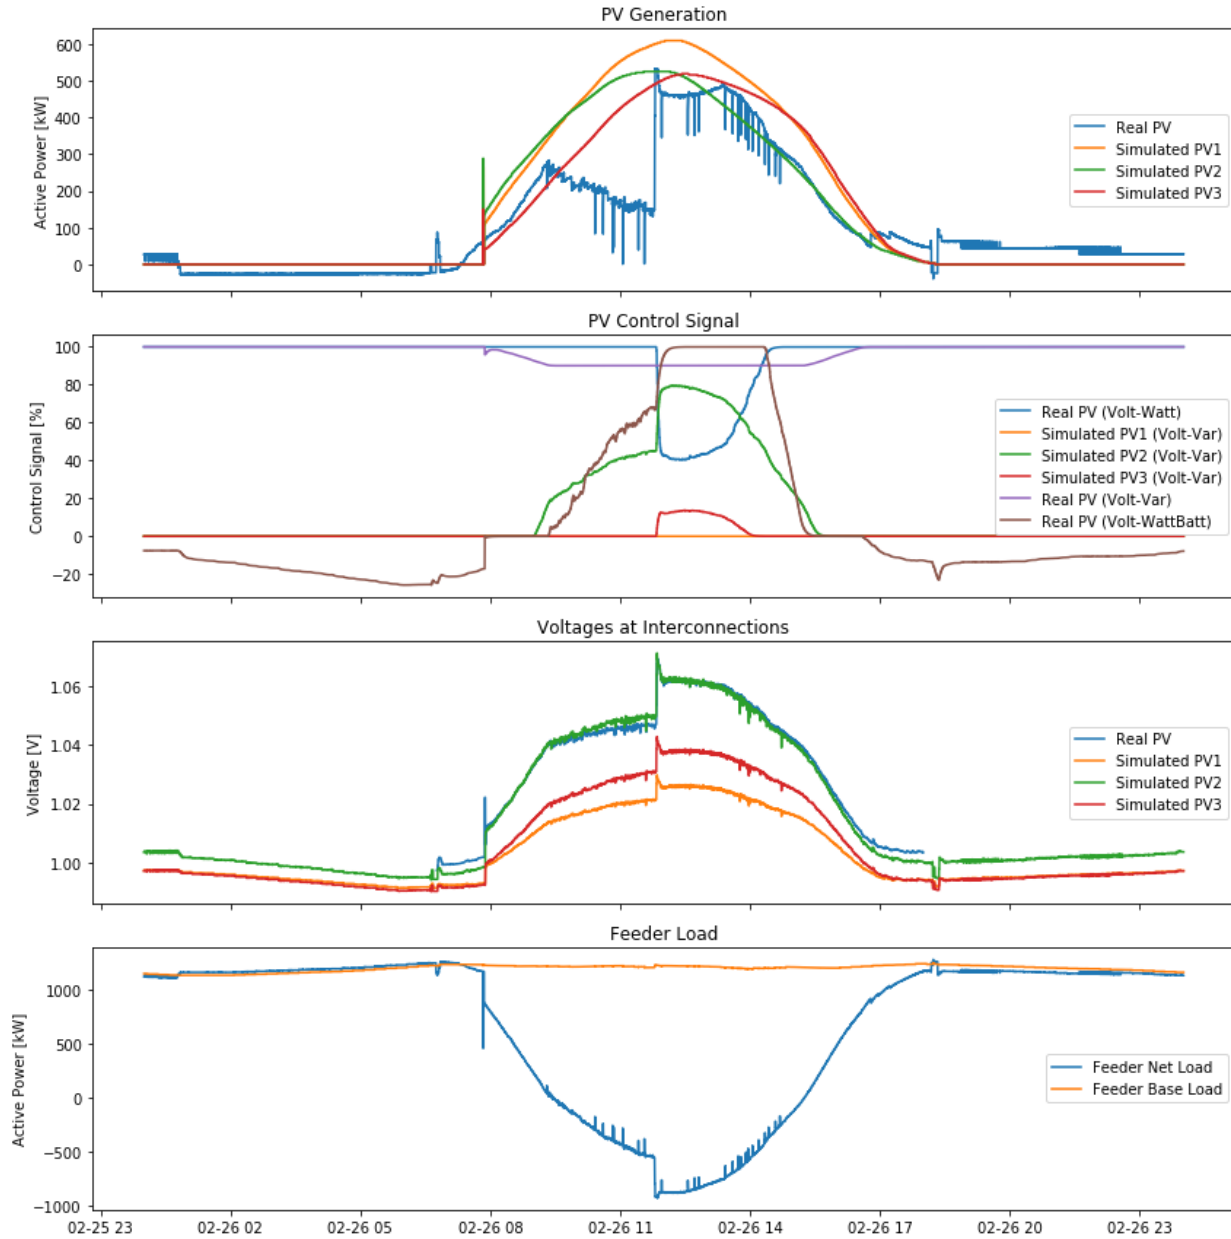 PV Generation
Active Power [kW]
600
500
400
300
200
100
0
Real PV
Simulated PV1
Simulated PV2
Simulated PV3
PV Control Signal
Control Signal [%]
100
80
60
40
20
0
−20
Real PV (Volt-Watt)
Simulated PV1 (Volt-Var)
Simulated PV2 (Volt-Var)
Simulated PV3 (Volt-Var)
Real PV (Volt-Var)
Real PV (Volt-WattBatt)
Voltages at Interconnections
Voltage [V]
1.06
1.04
1.02
1.00
Real PV
Simulated PV1
Simulated PV2
Simulated PV3
Feeder Load
Active Power [kW]
1000
500
0
−500
−1000
Feeder Net Load
Feeder Base Load
02-25 23 02-26 02 02-26 05 02-26 08 02-26 11 02-26 14 02-26 17 02-26 20 02-26 23